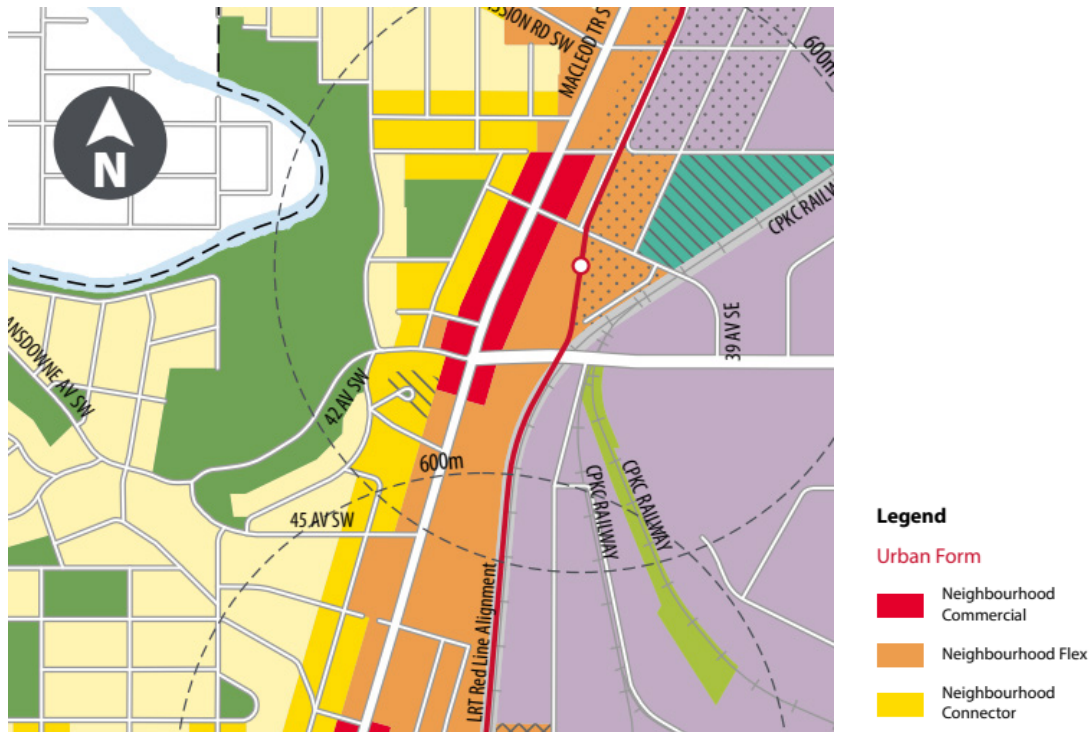 SSION RD SW
MACLEOD TR S
600m
N
CPKC RAILW
ANSDOWNE AV SW
39 AV SE
42 AV SW
600m
CPKC RAILWAY
CPKC RAILWAY
45 AV SW
LRT Red Line Alignment
Legend
Urban Form
Neighbourhood
Commercial
Neighbourhood Flex
Neighbourhood
Connector